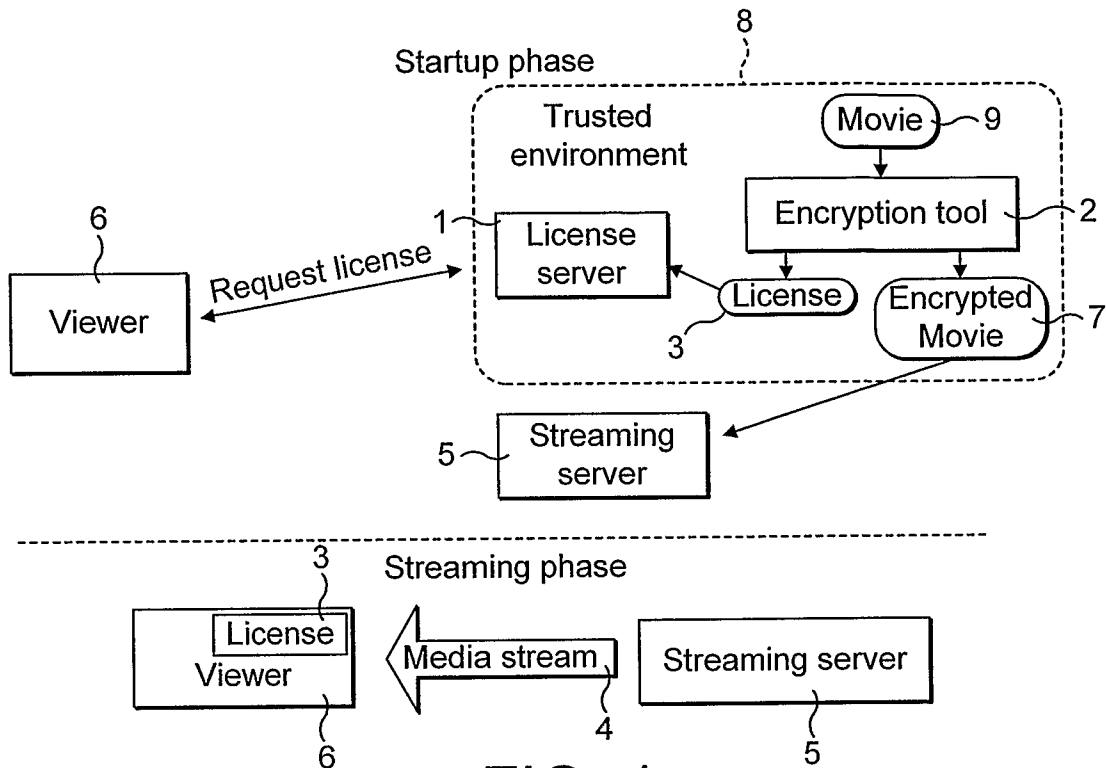 8
Startup phase
Trusted
environment
Movie
9
1
License
server
Encryption tool
2
6
Viewer
Request license
License
3
Encrypted
Movie
7
5
Streaming
server
Streaming phase
3
License
Viewer
6
Media stream
4
Streaming server
5